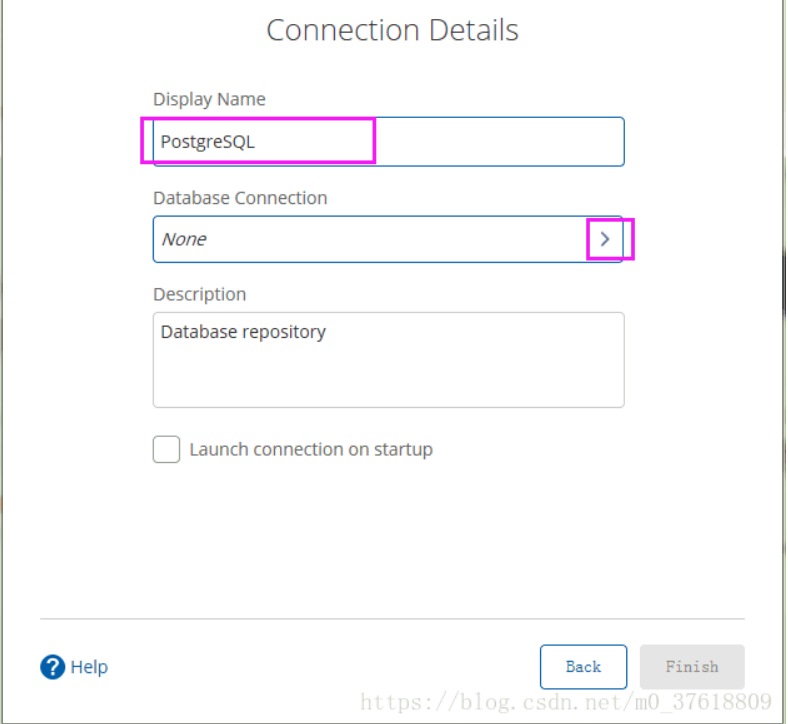 Connection Details
Display Name
PostgreSQL
Database Connection
None
Description
Database repository
Launch connection on startup
? Help
Back
Finish
https://blog.csdn.net/m0_37618809